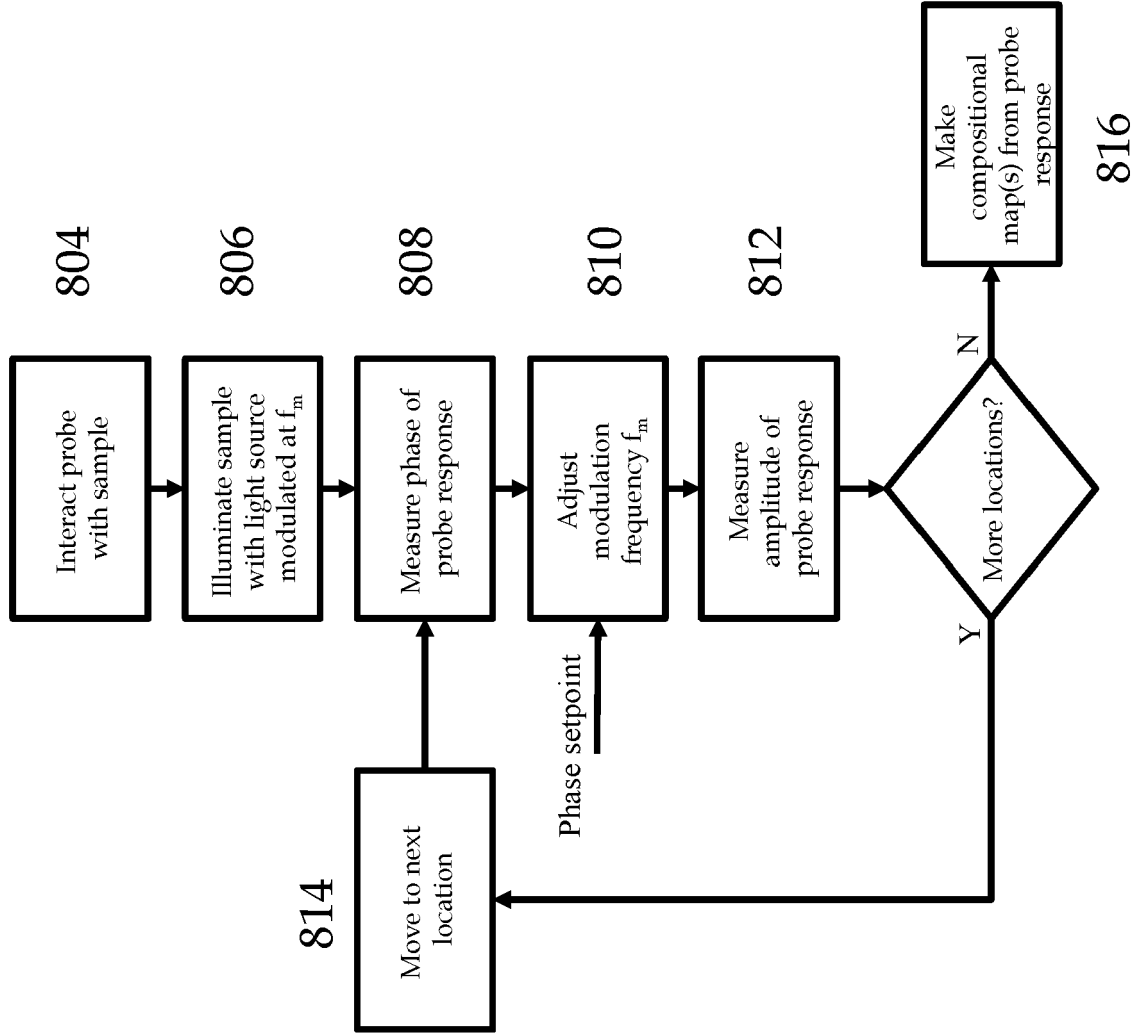 804
Interact probe
with sample
806
Illuminate sample
with light source
modulated at fm
808
Measure phase of
probe response
810
Adjust
modulation
frequency fm
Phase setpoint
812
Measure
amplitude of
probe response
814
Move to next
location
More locations?
Y
N
Make
compositional
map(s) from probe
response
816